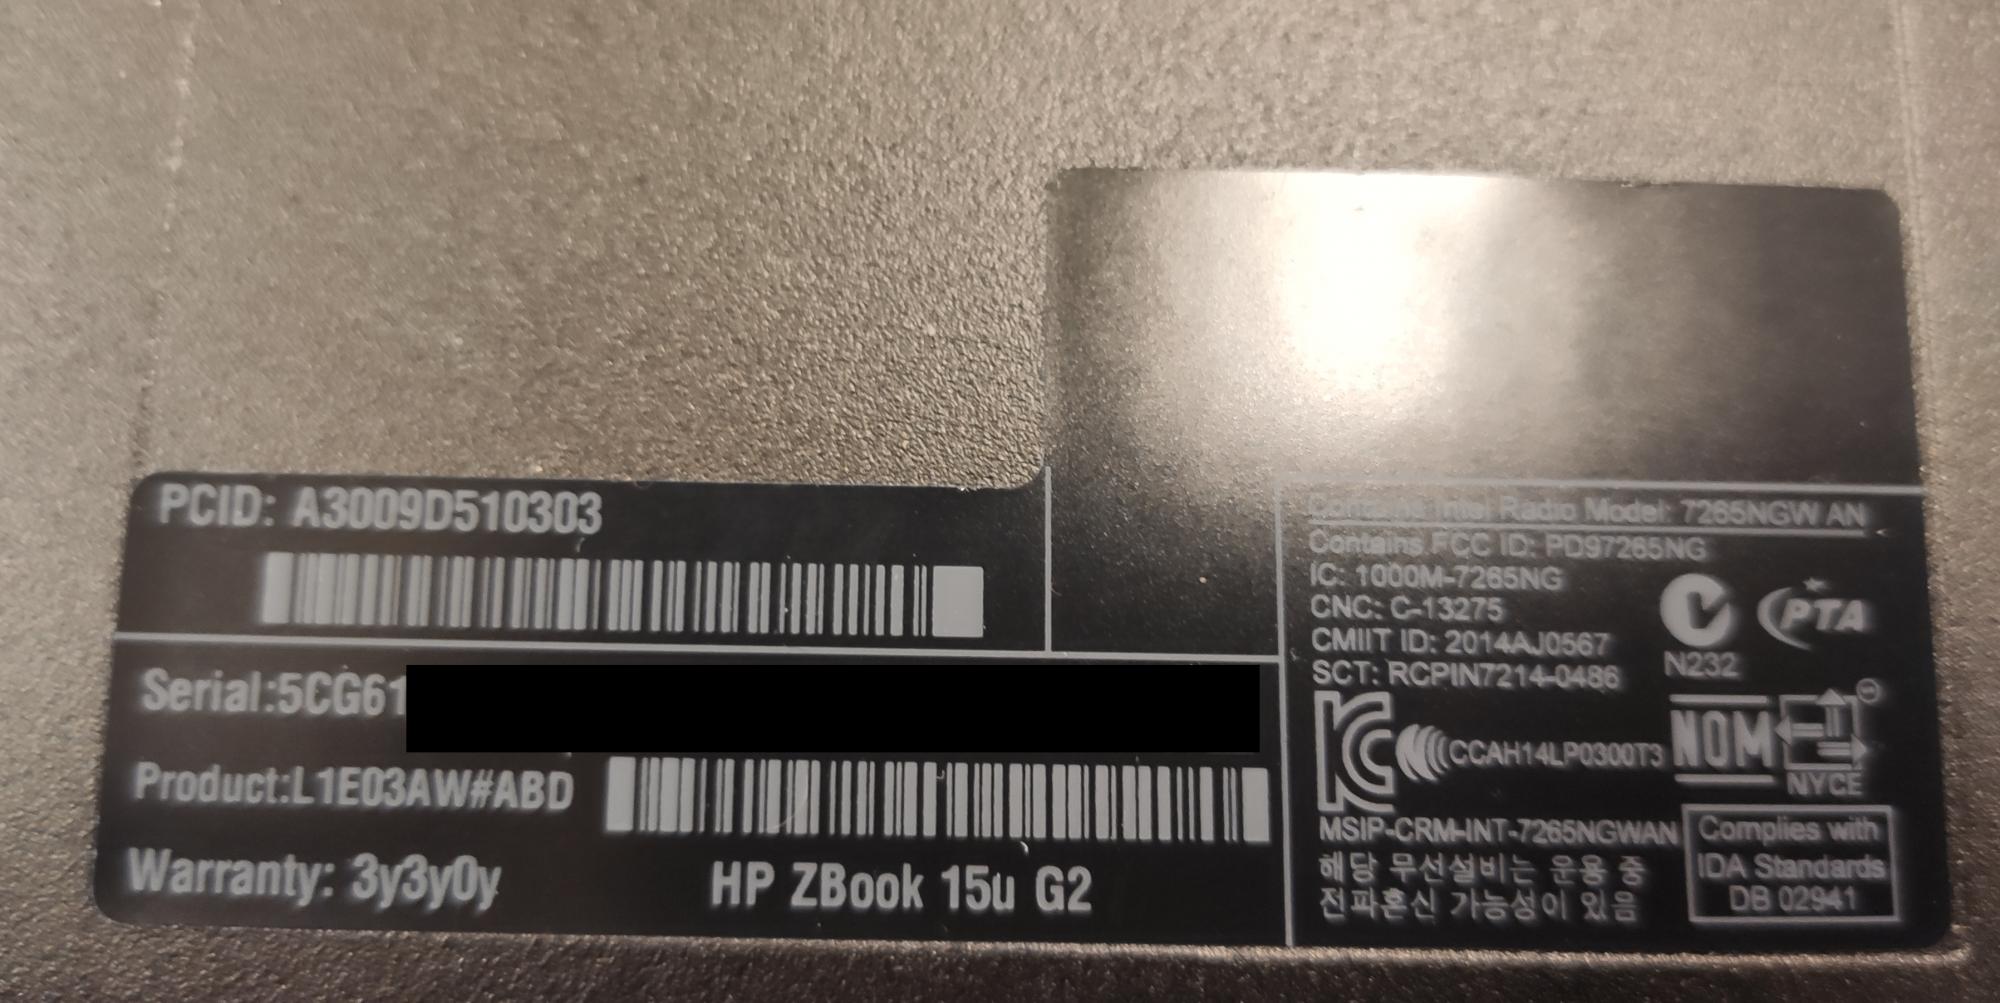 PCID: A3009D510303
Serial:5CG61
Product:L1E03AW#ABD
Warranty: 3y3y0y
HP ZBook 15u G2
Contains Intel Radio Model: 7265NGW AN
Contains FCC ID: PD97265NG
IC: 1000M-7265NG
CNC: C-13275
CMIIT ID: 2014AJ0567
SCT: RCPIN7214-0486
N232
PTA
CCAH14LP0300T3
NOM
NYCE
MSIP-CRM-INT-7265NGWAN
해당 무선설비는 운용 중
전파혼신 가능성이 있음
Complies with
IDA Standards
DB 02941